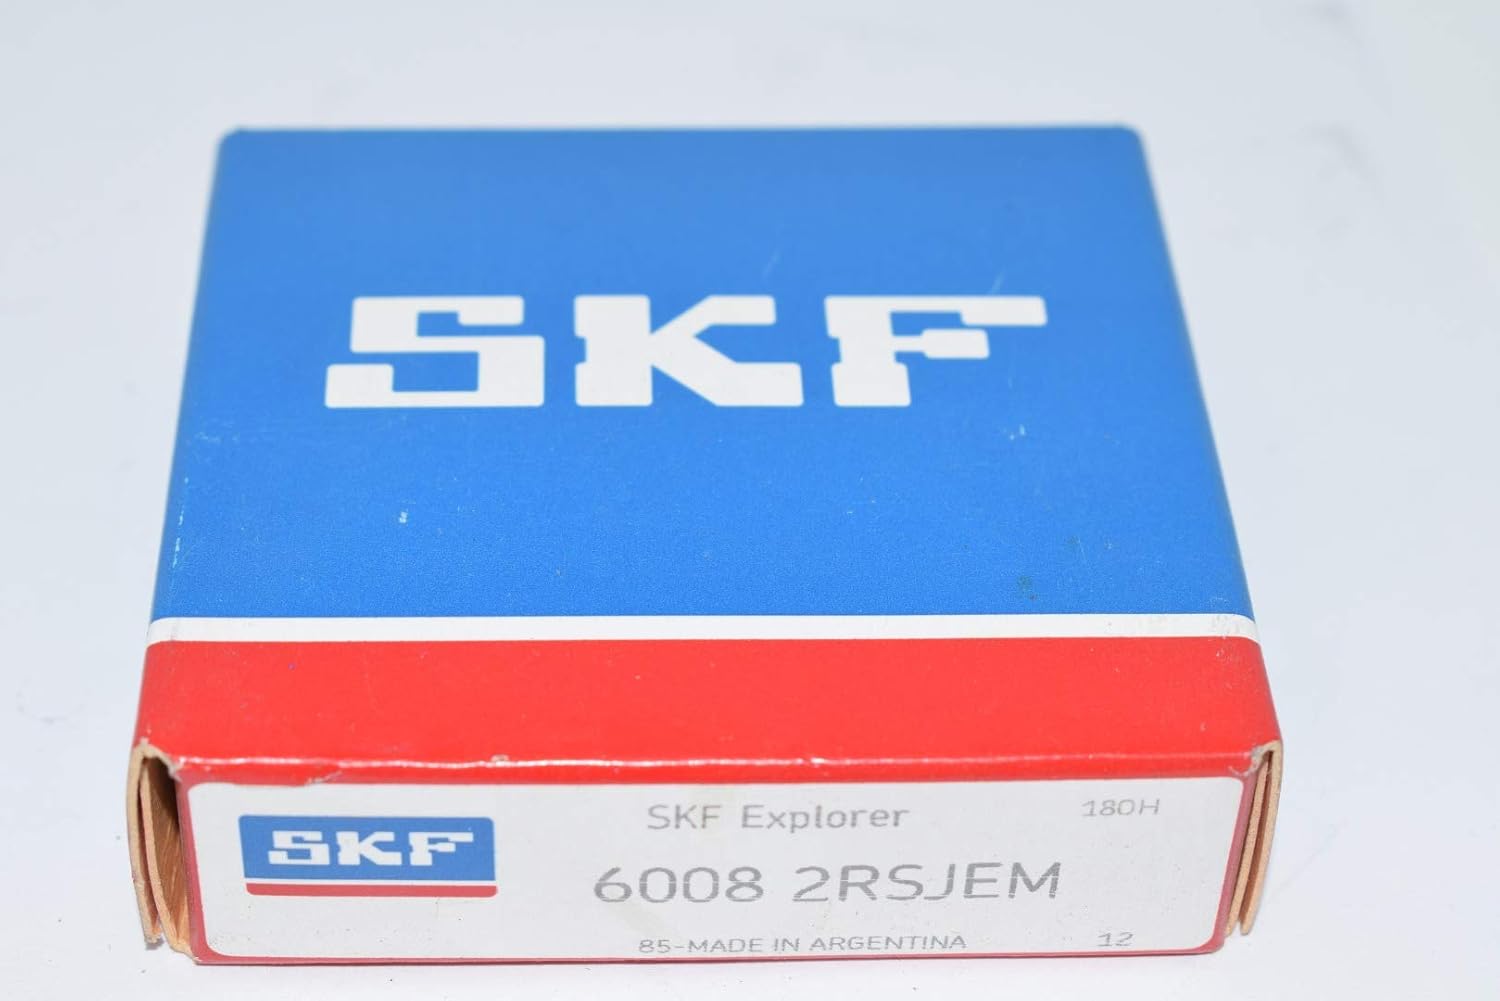 SKF
SKF
SKF Explorer
180H
6008 2RSJEM
85-MADE IN ARGENTINA
12